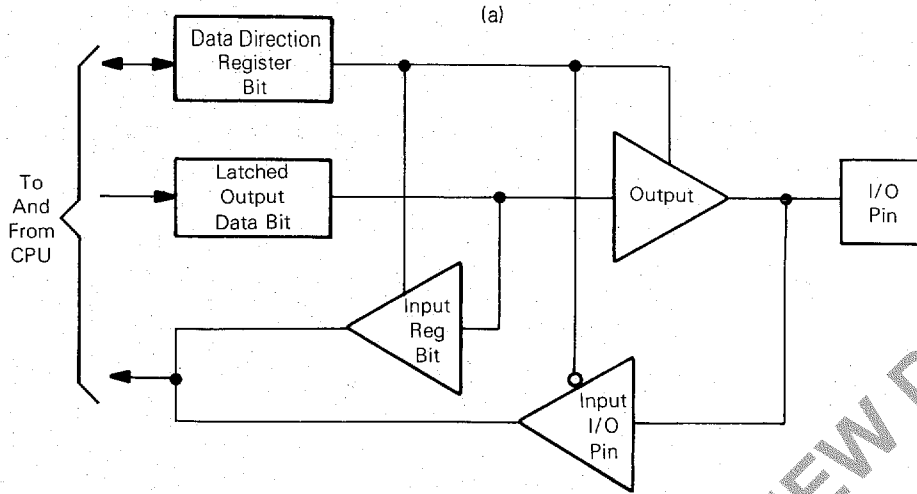 (a)
Data Direction
Register
Bit
Latched
Output
Data Bit
To
And
From
CPU
Output
I/O
Pin
Input
Reg
Bit
Input
I/O
Pin
EW D